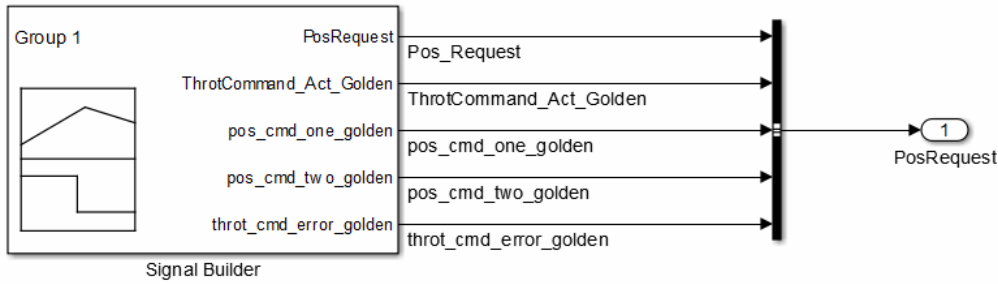 Group 1
PosRequest
Pos_Request
ThrotCommand_Act_Golden
ThrotCommand_Act_Golden
pos_cmd_one_golden
pos_cmd_one_golden
1
PosRequest
pos_cmd_two_golden
pos_cmd_two_golden
throt_cmd_error_golden
throt_cmd_error_golden
Signal Builder